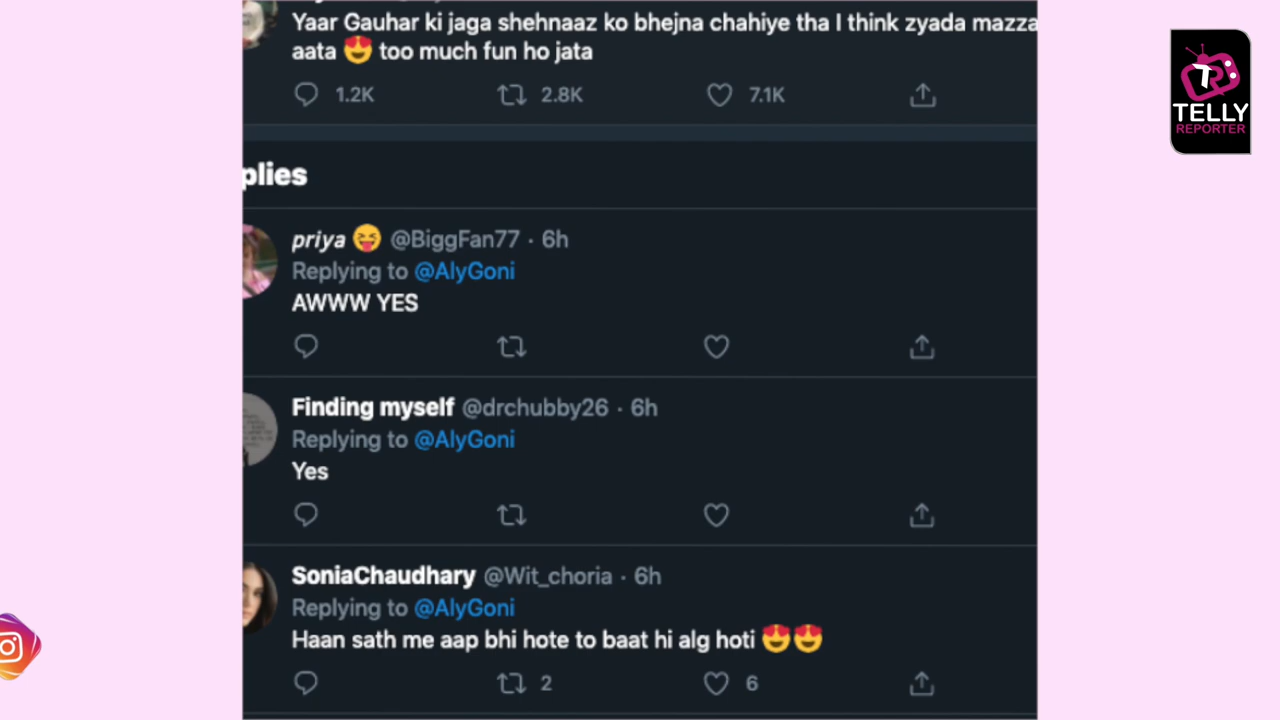 Yaar Gauhar ki jaga shehnaaz ko bhejna chahiye tha I think zyada mazza
aata 😍 too much fun ho jata
1.2K 2.8K 7.1K
TELLY
REPORTER
plies
priya 😝 @BiggFan77 · 6h
Replying to @AlyGoni
AWWW YES
Finding myself @drchubby26 · 6h
Replying to @AlyGoni
Yes
SoniaChaudhary @Wit_choria · 6h
Replying to @AlyGoni
Haan sath me aap bhi hote to baat hi alg hoti 😍😍
2 6